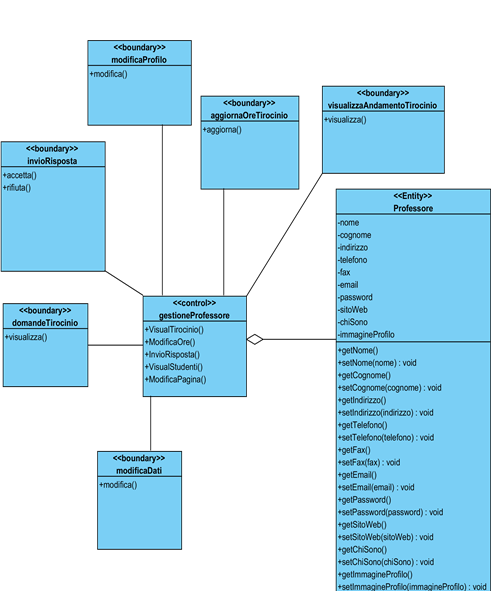 <<boundary>>
modificaProfilo
+modifica()
<<boundary>>
visualizzaAndamentoTirocinio
+visualizza()
<<boundary>>
aggiornaOreTirocinio
+aggiorna()
<<boundary>>
invioRisposta
+accetta()
+rifiuta()
<<Entity>>
Professore
-nome
-cognome
-indirizzo
-telefono
-fax
-email
-password
-sitoWeb
-chiSono
-immagineProfilo
+getNome()
+setNome(nome) : void
+getCognome()
+setCognome(cognome) : void
+getIndirizzo()
+setIndirizzo(indirizzo) : void
+getTelefono()
+setTelefono(telefono) : void
+getFax()
+setFax(fax) : void
+getEmail()
+setEmail(email) : void
+getPassword()
+setPassword(password) : void
+getSitoWeb()
+setSitoWeb(sitoWeb) : void
+getChiSono()
+setChiSono(chiSono) : void
+getImmagineProfilo()
+setImmagineProfilo(immagineProfilo) : void
<<control>>
gestioneProfessore
+VisualTirocinio()
+ModificaOre()
+InvioRisposta()
+VisualStudenti()
+ModificaPagina()
<<boundary>>
domandeTirocinio
+visualizza()
<<boundary>>
modificaDati
+modifica()